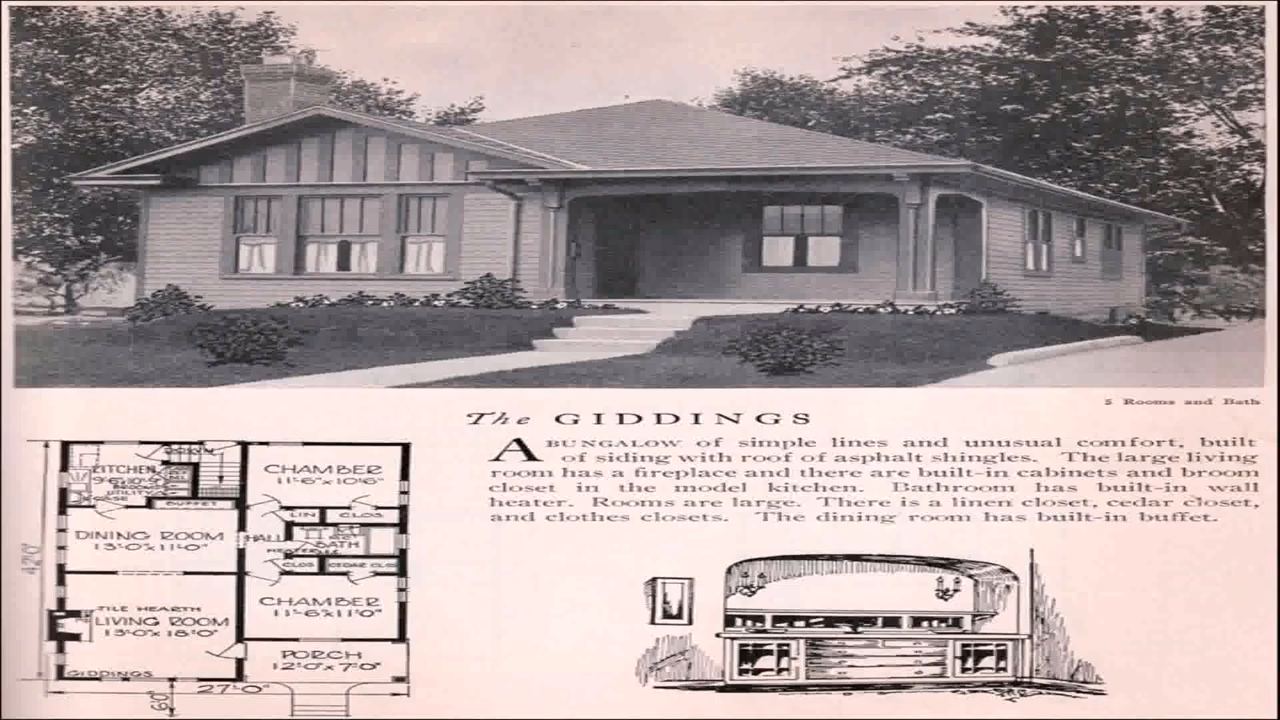 5 Rooms and Bath
The GIDDINGS
A BUNGALOW of simple lines and unusual comfort, built
of siding with roof of asphalt shingles. The large living
room has a fireplace and there are built-in cabinets and broom
closet in the model kitchen. Bathroom has built-in wall
heater. Rooms are large. There is a linen closet, cedar closet,
and clothes closets. The dining room has built-in buffet.
DOWN
KITCHEN
UTILITY
BUFFET
CHAMBER
11'-6"x10'6"
LIN
CLOS
DINING ROOM
13'-0"x11'-0"
HALL
BATH
HEATER
CLOS
CEDAR CLOS
CHAMBER
11'-6"x11'0"
TILE HEARTH
LIVING ROOM
13'-0"x18'-0"
PORCH
12'-0"x7'-0"
GIDDINGS
42'0"
27'-0"
6'0"